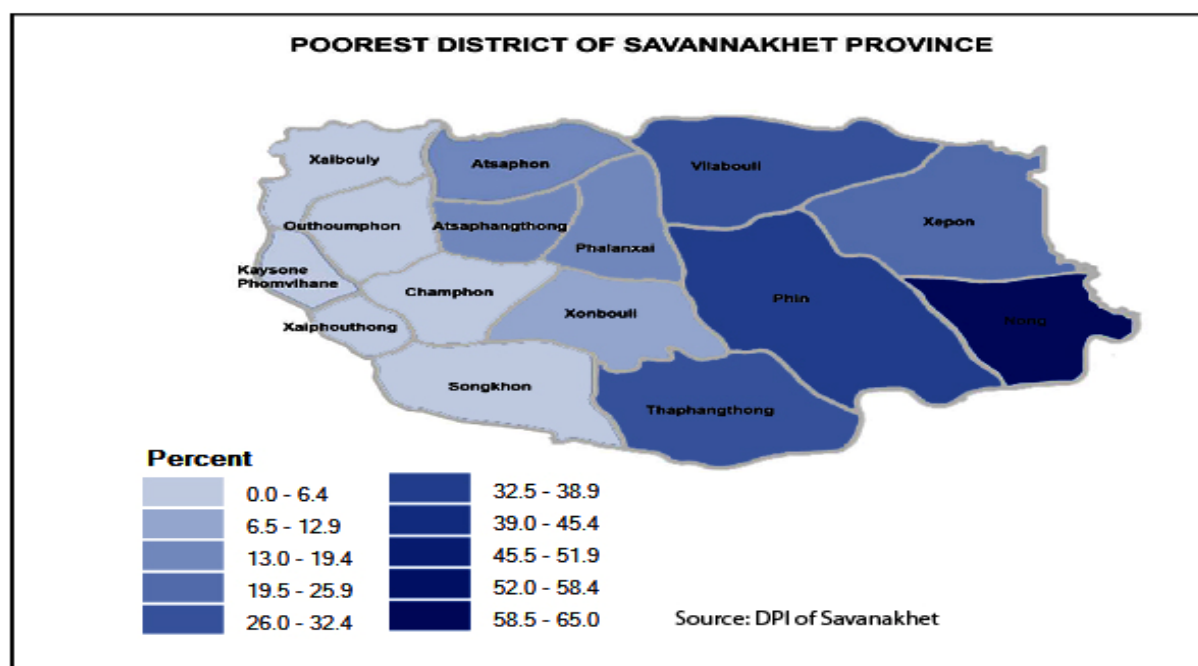 POOREST DISTRICT OF SAVANNAKHET PROVINCE
Xaibouly
Atsaphon
Vilabouli
Outhoumphon
Atsaphangthong
Xepon
Phalanxai
Kaysone
Phomvihane
Champhon
Phin
Xonbouli
Nong
Xaiphouthong
Songkhon
Thaphangthong
Percent
0.0 - 6.4
6.5 - 12.9
13.0 - 19.4
19.5 - 25.9
26.0 - 32.4
32.5 - 38.9
39.0 - 45.4
45.5 - 51.9
52.0 - 58.4
58.5 - 65.0
Source: DPI of Savanakhet